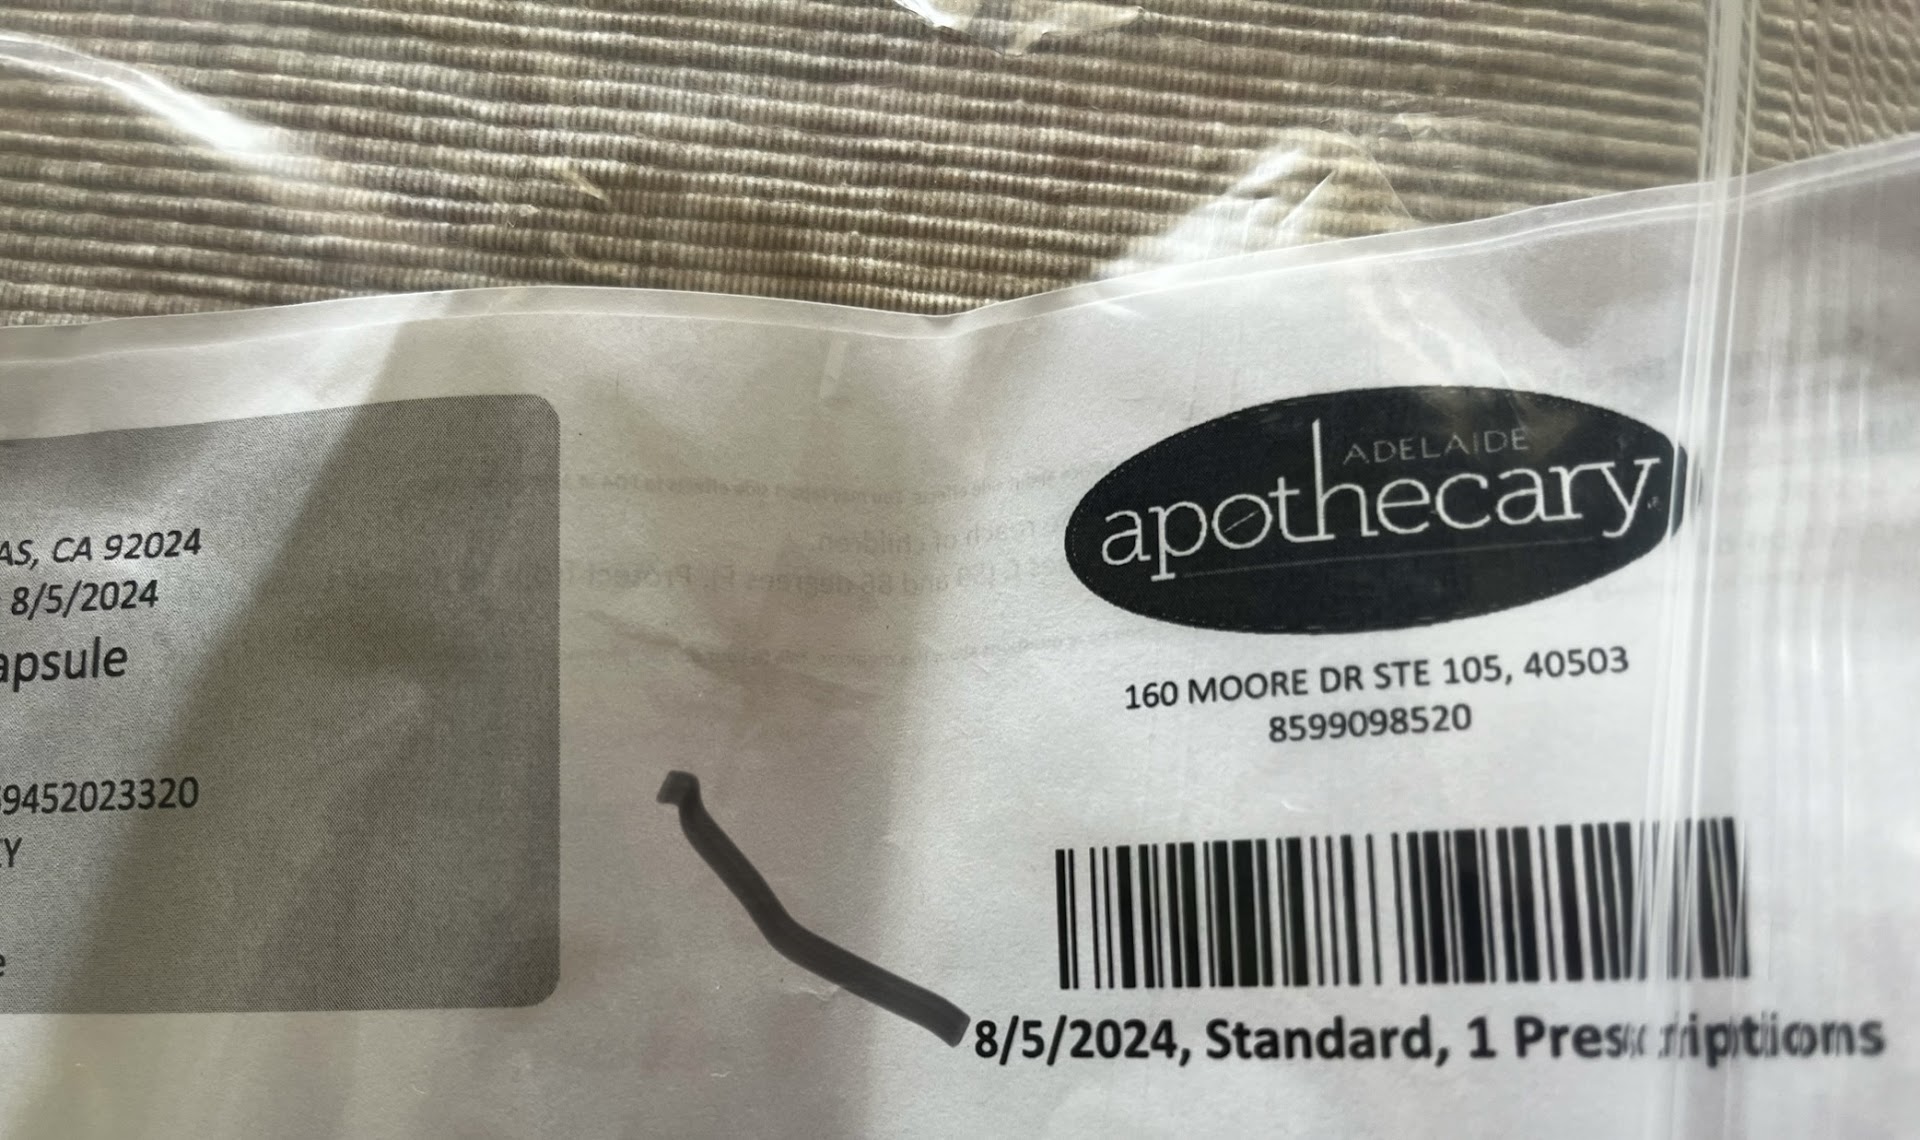 AS, CA 92024
8/5/2024
apsule
9452023320
Y
e
ADELAIDE
apothecary
160 MOORE DR STE 105, 40503
8599098520
8/5/2024, Standard, 1 Prescriptions